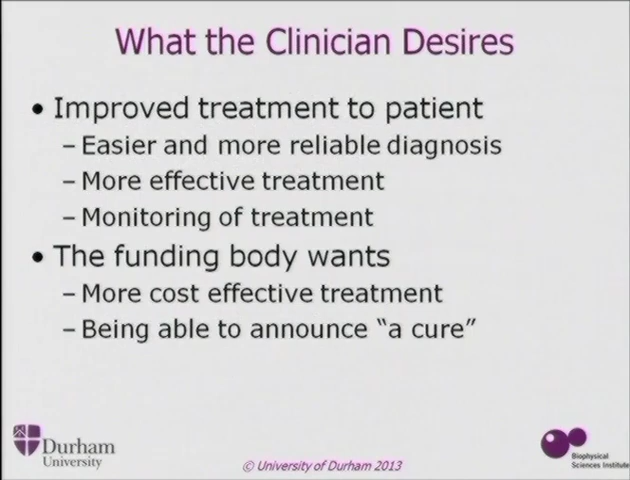 What the Clinician Desires
• Improved treatment to patient
– Easier and more reliable diagnosis
– More effective treatment
– Monitoring of treatment
• The funding body wants
– More cost effective treatment
– Being able to announce “a cure”
Durham
University
© University of Durham 2013
Biophysical
Sciences Institute